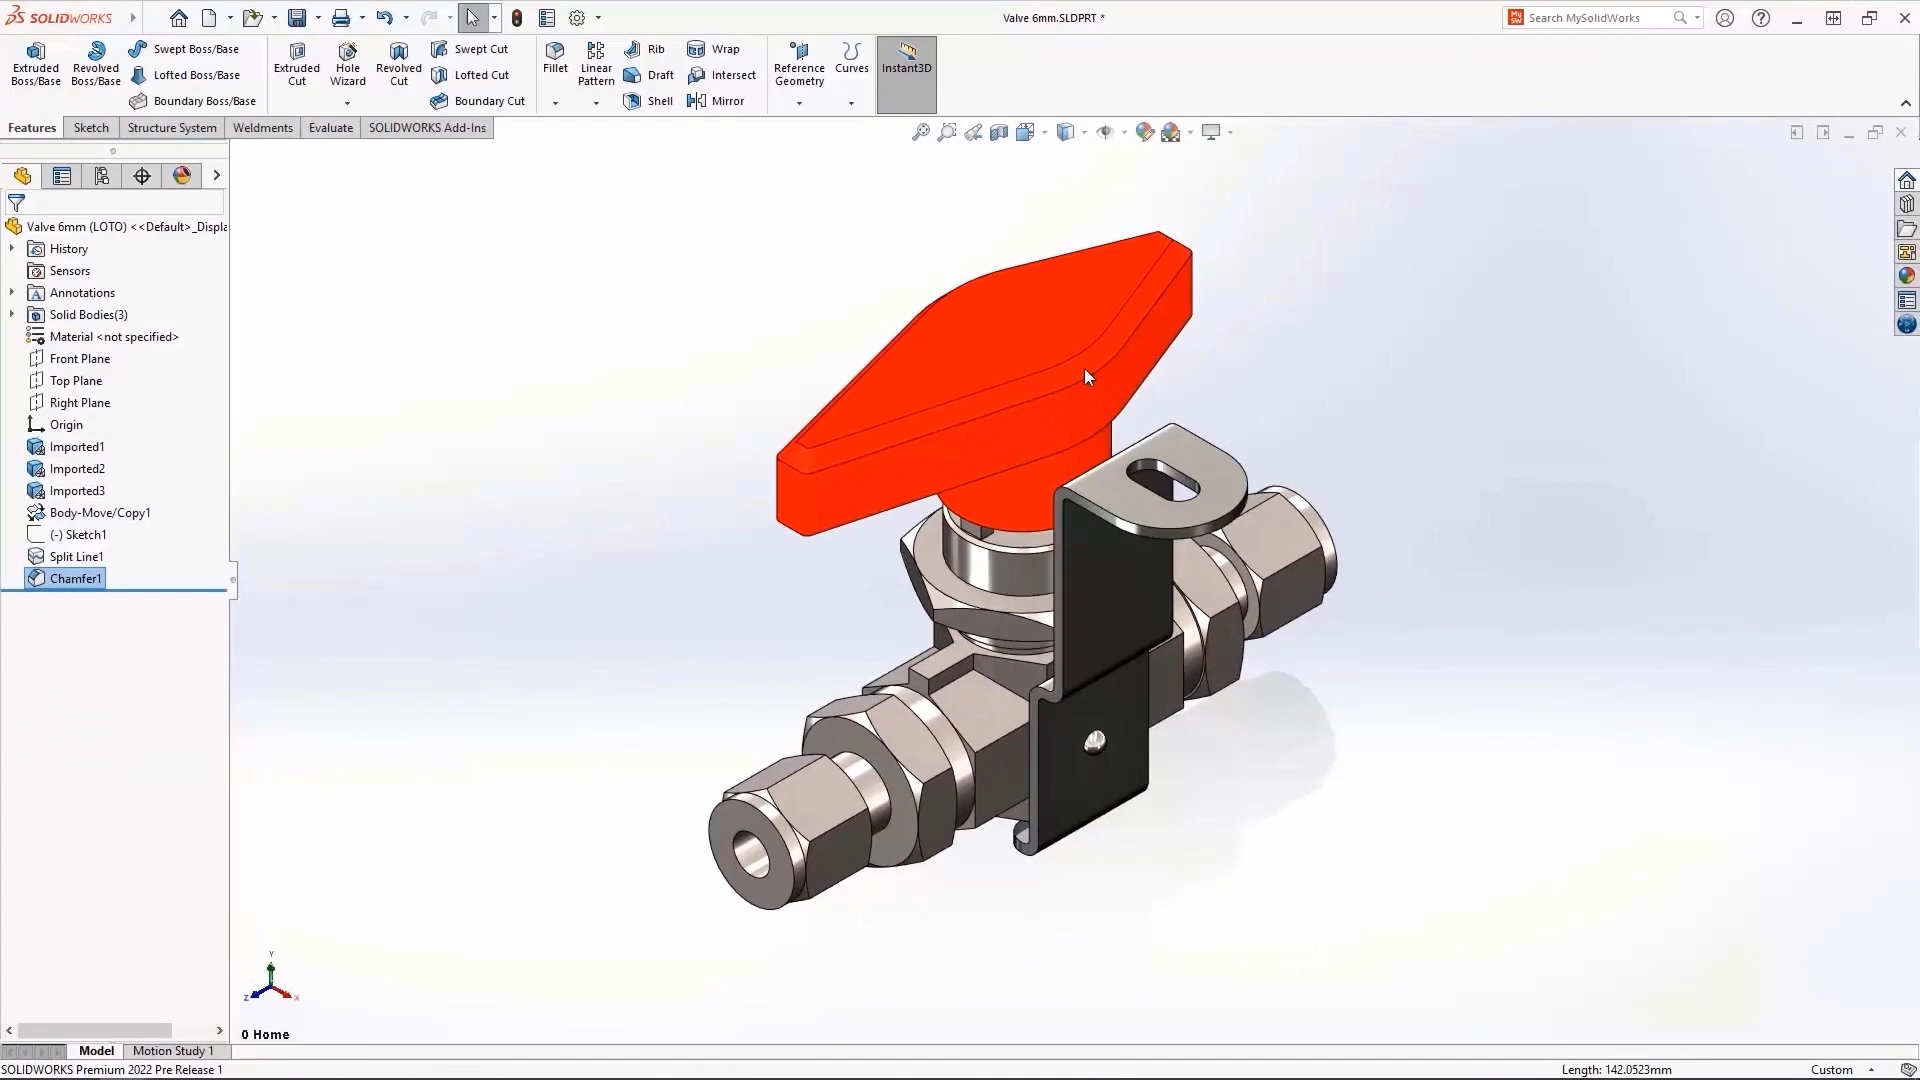 SOLIDWORKS
Valve 6mm.SLDPRT *
Search MySolidWorks
Extruded Boss/Base
Revolved Boss/Base
Swept Boss/Base
Lofted Boss/Base
Boundary Boss/Base
Extruded Cut
Hole Wizard
Revolved Cut
Swept Cut
Lofted Cut
Boundary Cut
Fillet
Linear Pattern
Rib
Draft
Shell
Wrap
Intersect
Mirror
Reference Geometry
Curves
Instant3D
Features
Sketch
Structure System
Weldments
Evaluate
SOLIDWORKS Add-Ins
Valve 6mm (LOTO) <<Default>_Displa
History
Sensors
Annotations
Solid Bodies(3)
Material <not specified>
Front Plane
Top Plane
Right Plane
Origin
Imported1
Imported2
Imported3
Body-Move/Copy1
(-) Sketch1
Split Line1
Chamfer1
Y
Z
X
0 Home
Model
Motion Study 1
SOLIDWORKS Premium 2022 Pre Release 1
Length: 142.0523mm
Custom